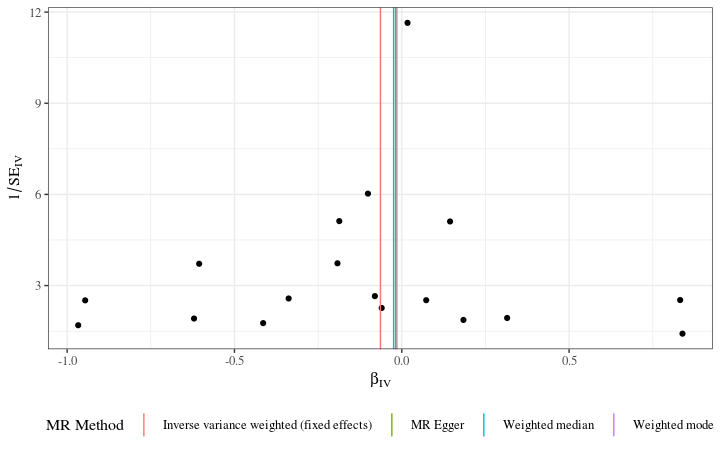 12
9
6
3
1/SE_IV
-1.0 -0.5 0.0 0.5
β_IV
MR Method Inverse variance weighted (fixed effects) MR Egger Weighted median Weighted mode